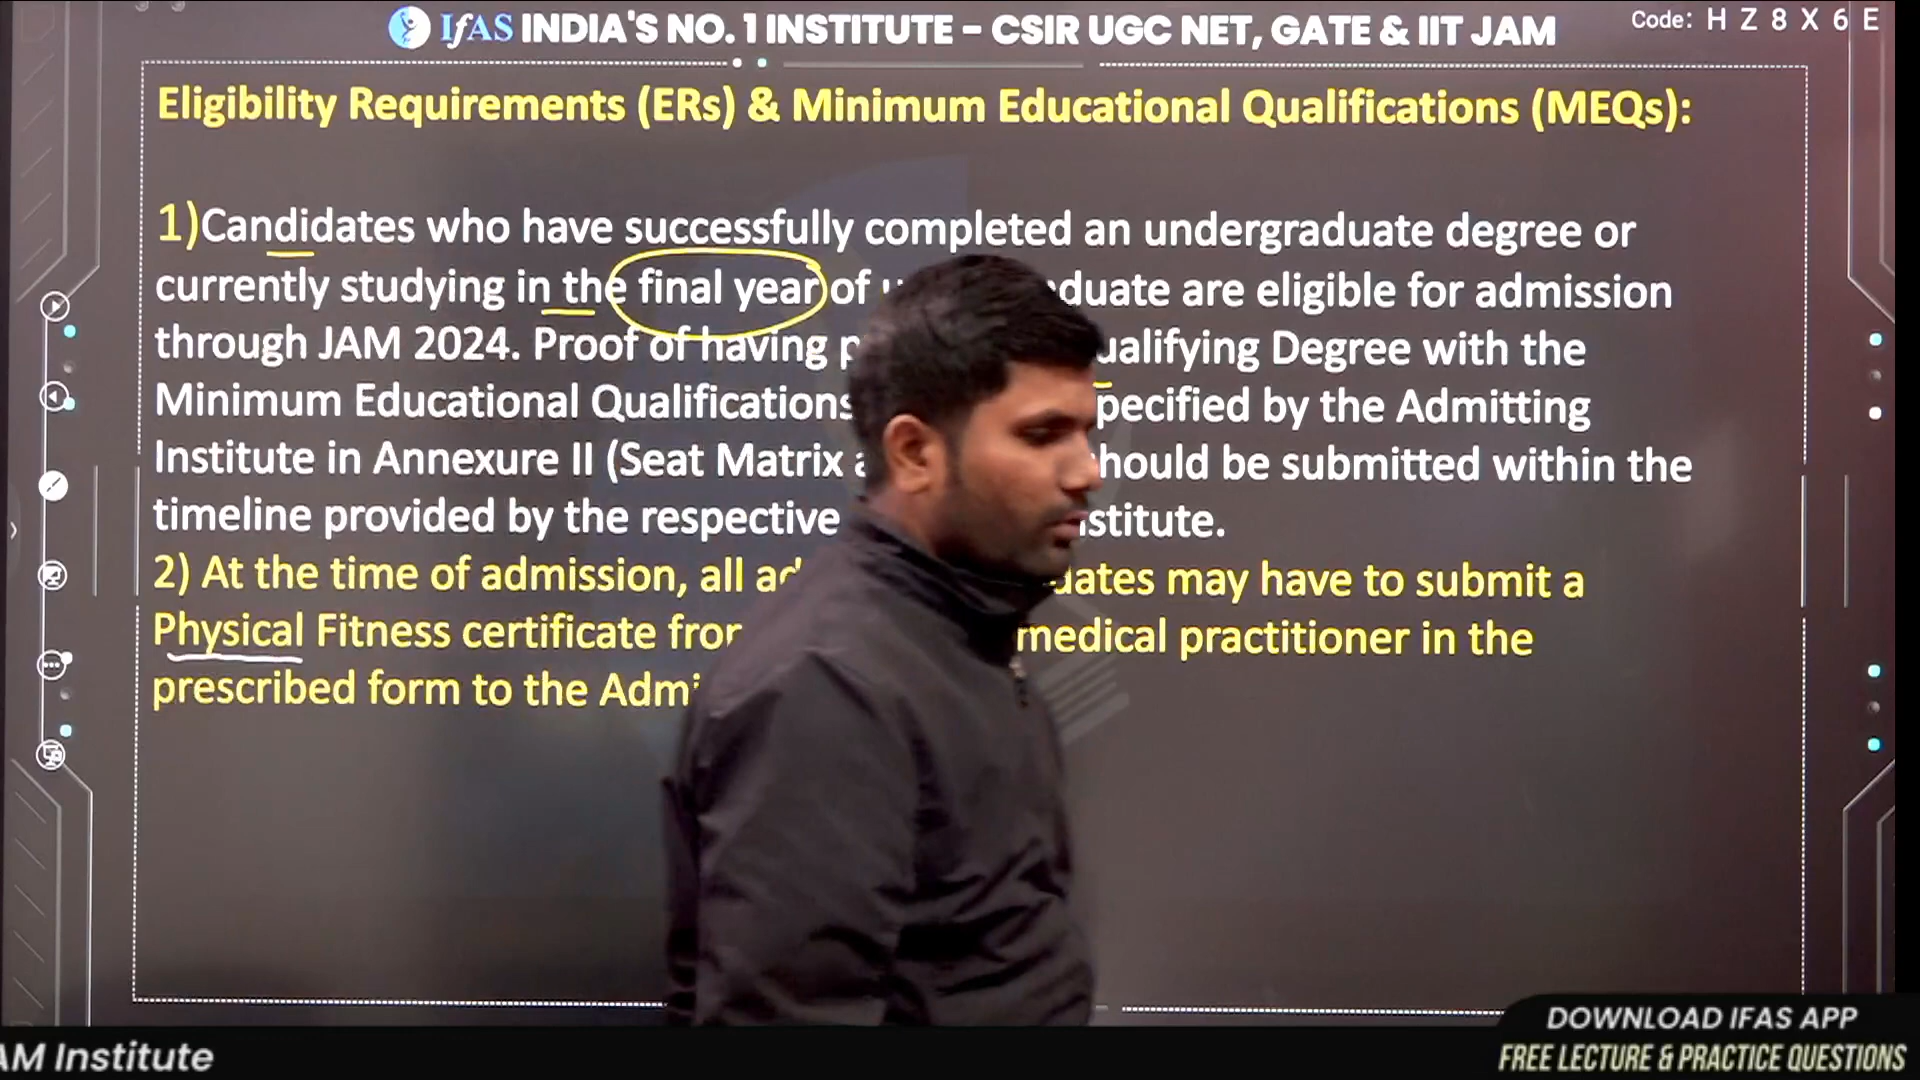 IfAS INDIA'S NO. 1 INSTITUTE – CSIR UGC NET, GATE & IIT JAM
Code: H Z 8 X 6 E
Eligibility Requirements (ERs) & Minimum Educational Qualifications (MEQs):
1)Candidates who have successfully completed an undergraduate degree or
currently studying in the final year of duate are eligible for admission
through JAM 2024. Proof of having ualifying Degree with the
Minimum Educational Qualifications pecified by the Admitting
Institute in Annexure II (Seat Matrix hould be submitted within the
timeline provided by the respective stitute.
2) At the time of admission, all ad dates may have to submit a
Physical Fitness certificate from medical practitioner in the
prescribed form to the Admi
DOWNLOAD IFAS APP
AM Institute
FREE LECTURE & PRACTICE QUESTIONS